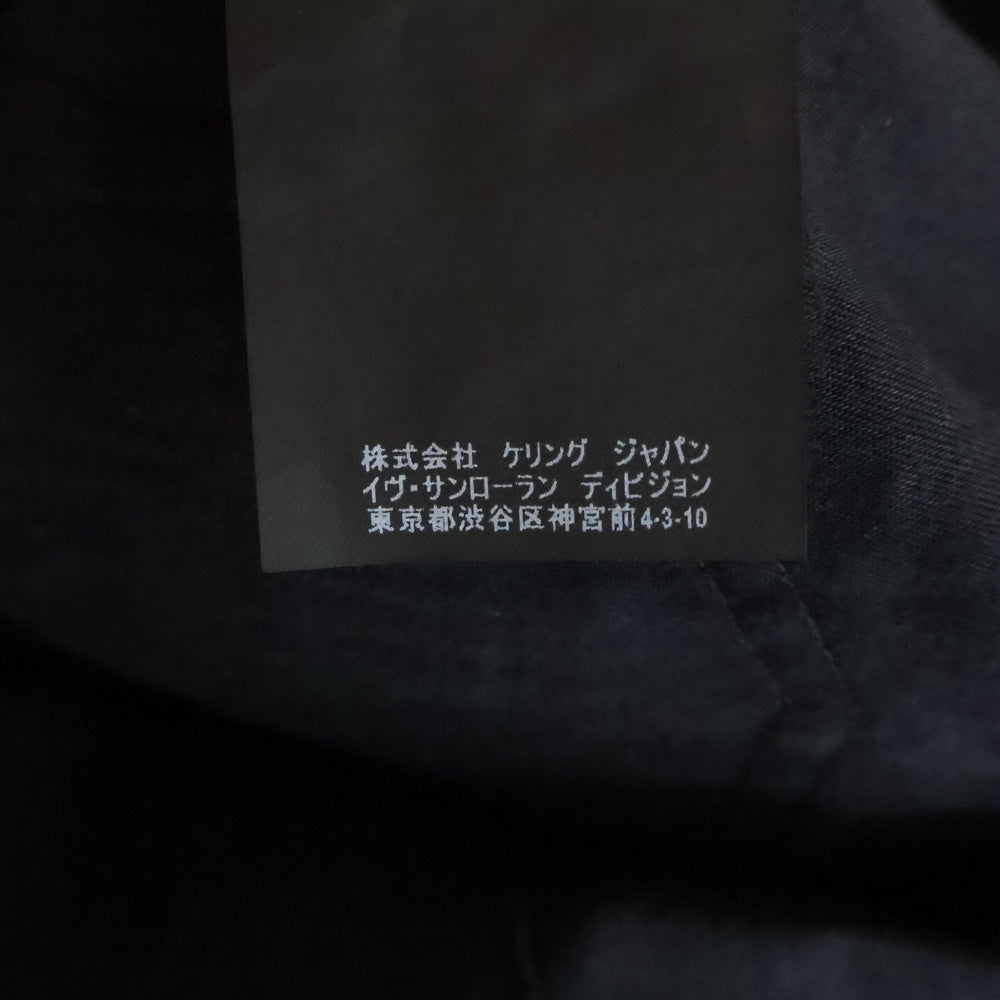 株式会社 ケリング ジャパン
イヴ・サンローラン ディビジョン
東京都渋谷区神宮前4-3-10